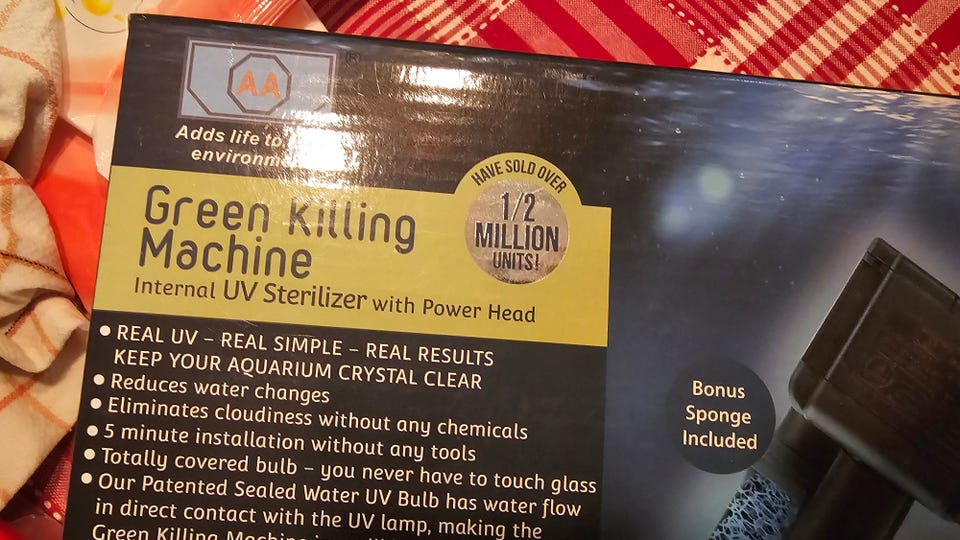 AA
®
Adds life to
HAVE SOLD OVER
1/2
MILLION
UNITS!
Green Killing
Machine
Internal UV Sterilizer with Power Head
• REAL UV – REAL SIMPLE – REAL RESULTS
KEEP YOUR AQUARIUM CRYSTAL CLEAR
• Reduces water changes
• Eliminates cloudiness without any chemicals
• 5 minute installation without any tools
• Totally covered bulb – you never have to touch glass
• Our Patented Sealed Water UV Bulb has water flow
in direct contact with the UV lamp, making the
Green Killing Machine
Bonus
Sponge
Included